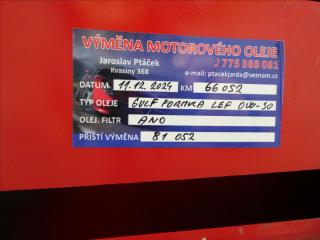 VÝMĚNA MOTOROVÉHO OLEJE
Jaroslav Ptáček
Kvasiny 368
775 388 061
e-mail: ptacekjarda@seznam.cz
DATUM 11.12.2024 KM 66 052
TYP OLEJE GULF FORMULA LEF 0W-30
OLEJ. FILTR ANO
PŘÍŠTÍ VÝMĚNA 81 052